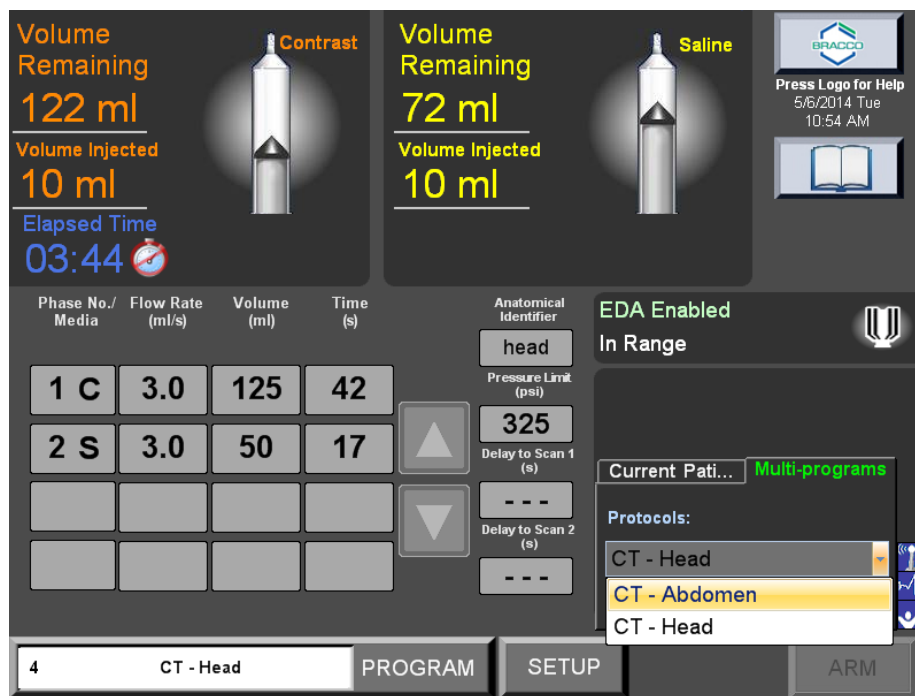 Volume
Remaining
122 ml
Volume Injected
10 ml
Elapsed Time
03:44
Contrast
Volume
Remaining
72 ml
Volume Injected
10 ml
Saline
BRACCO
Press Logo for Help
5/6/2014 Tue
10:54 AM
Phase No./ Media
Flow Rate (ml/s)
Volume (ml)
Time (s)
1 C 3.0 125 42
2 S 3.0 50 17
Anatomical
Identifier
head
Pressure Limit
(psi)
325
Delay to Scan 1
(s)
- - -
Delay to Scan 2
(s)
- - -
EDA Enabled
In Range
Current Pati... Multi-programs
Protocols:
CT - Head
CT - Abdomen
CT - Head
4 CT - Head PROGRAM SETUP ARM